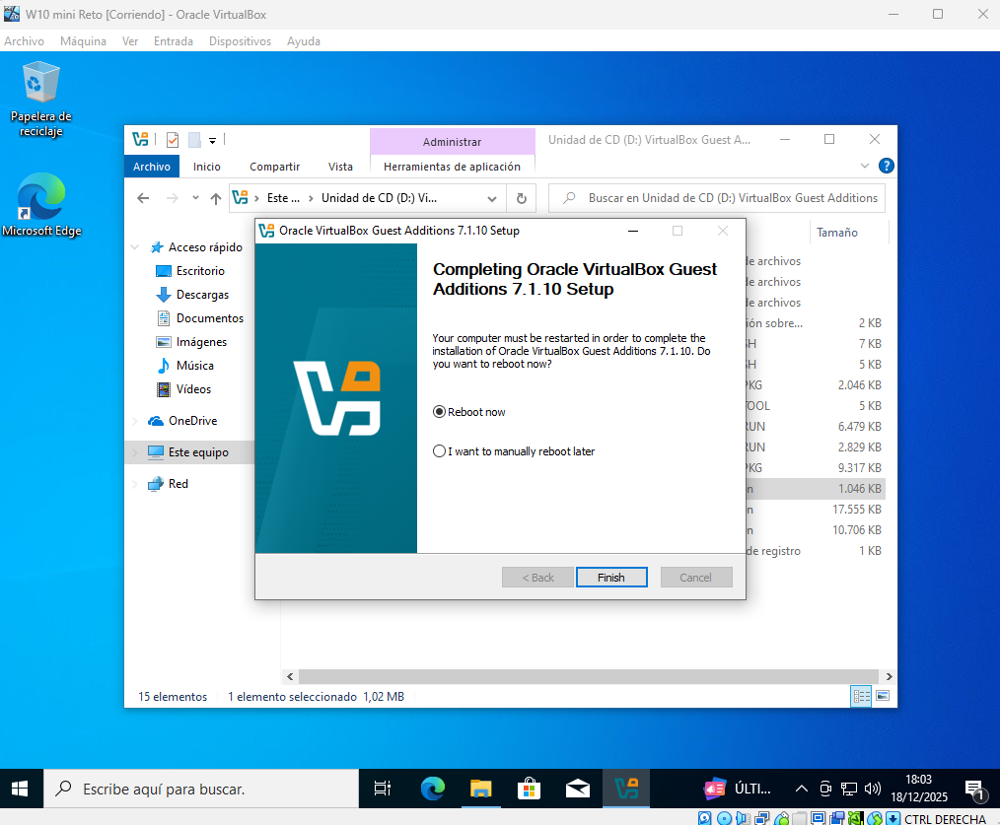 W10 mini Reto [Corriendo] - Oracle VirtualBox
Archivo Máquina Ver Entrada Dispositivos Ayuda
Papelera de
reciclaje
Microsoft Edge
Administrar
Unidad de CD (D:) VirtualBox Guest A...
Archivo Inicio Compartir Vista Herramientas de aplicación
Este ... Unidad de CD (D:) Vi...
Buscar en Unidad de CD (D:) VirtualBox Guest Additions
Tamaño
Acceso rápido
Escritorio
Descargas
Documentos
Imágenes
Música
Vídeos
OneDrive
Este equipo
Red
de archivos
de archivos
de archivos
ión sobre... 2 KB
SH 7 KB
SH 5 KB
PKG 2.046 KB
TOOL 5 KB
RUN 6.479 KB
RUN 2.829 KB
PKG 9.317 KB
n 1.046 KB
n 17.555 KB
n 10.706 KB
de registro 1 KB
Oracle VirtualBox Guest Additions 7.1.10 Setup
Completing Oracle VirtualBox Guest
Additions 7.1.10 Setup
Your computer must be restarted in order to complete the
installation of Oracle VirtualBox Guest Additions 7.1.10. Do
you want to reboot now?
Reboot now
I want to manually reboot later
< Back Finish Cancel
15 elementos 1 elemento seleccionado 1,02 MB
Escribe aquí para buscar.
ÚLTI...
18:03
18/12/2025
1
CTRL DERECHA